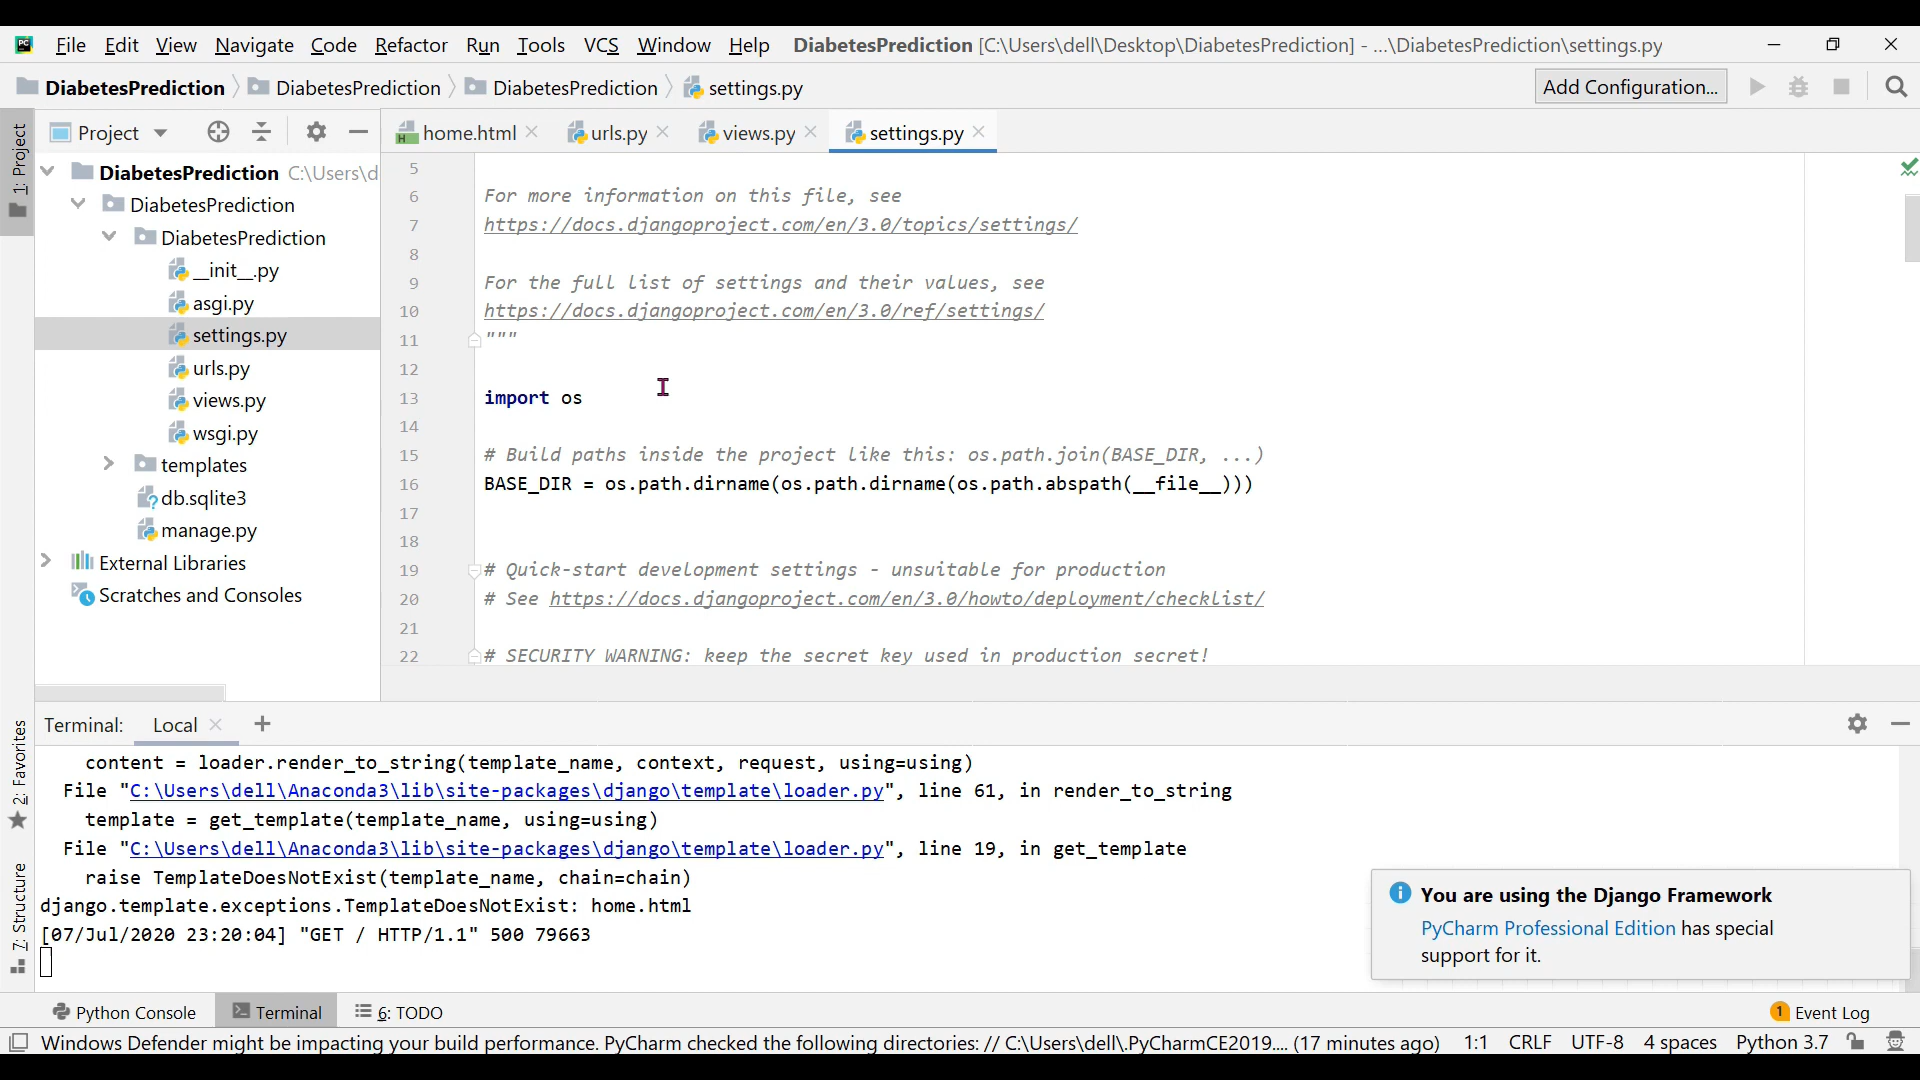 File Edit View Navigate Code Refactor Run Tools VCS Window Help DiabetesPrediction [C:\Users\dell\Desktop\DiabetesPrediction] - ...\DiabetesPrediction\settings.py
DiabetesPrediction DiabetesPrediction DiabetesPrediction settings.py Add Configuration...
1: Project
Project
home.html urls.py views.py settings.py
DiabetesPrediction C:\Users\d
DiabetesPrediction
DiabetesPrediction
__init__.py
asgi.py
settings.py
urls.py
views.py
wsgi.py
templates
db.sqlite3
manage.py
External Libraries
Scratches and Consoles
5
6 For more information on this file, see
7 https://docs.djangoproject.com/en/3.0/topics/settings/
8
9 For the full list of settings and their values, see
10 https://docs.djangoproject.com/en/3.0/ref/settings/
11 """
12
13 import os
14
15 # Build paths inside the project like this: os.path.join(BASE_DIR, ...)
16 BASE_DIR = os.path.dirname(os.path.dirname(os.path.abspath(__file__)))
17
18
19 # Quick-start development settings - unsuitable for production
20 # See https://docs.djangoproject.com/en/3.0/howto/deployment/checklist/
21
22 # SECURITY WARNING: keep the secret key used in production secret!
2: Favorites
7: Structure
Terminal: Local
content = loader.render_to_string(template_name, context, request, using=using)
File "C:\Users\dell\Anaconda3\lib\site-packages\django\template\loader.py", line 61, in render_to_string
template = get_template(template_name, using=using)
File "C:\Users\dell\Anaconda3\lib\site-packages\django\template\loader.py", line 19, in get_template
raise TemplateDoesNotExist(template_name, chain=chain)
django.template.exceptions.TemplateDoesNotExist: home.html
[07/Jul/2020 23:20:04] "GET / HTTP/1.1" 500 79663
You are using the Django Framework
PyCharm Professional Edition has special
support for it.
Python Console Terminal 6: TODO 1 Event Log
Windows Defender might be impacting your build performance. PyCharm checked the following directories: // C:\Users\dell\.PyCharmCE2019.... (17 minutes ago) 1:1 CRLF UTF-8 4 spaces Python 3.7